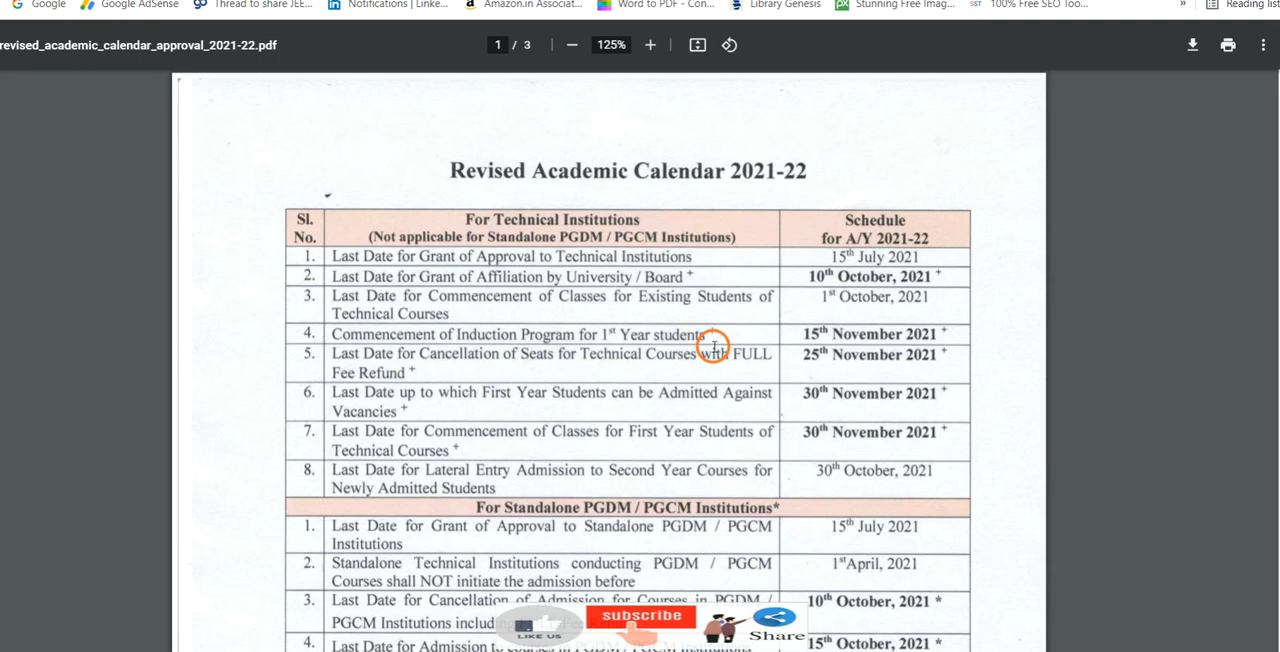 Google
Google AdSense
Thread to share JEE...
Notifications | Linke...
Amazon.in Associat...
Word to PDF - Con...
Library Genesis
Stunning Free Imag...
100% Free SEO Too...
»
Reading list
revised_academic_calendar_approval_2021-22.pdf
1 / 3
— 125% +
Revised Academic Calendar 2021-22
Sl. No.
For Technical Institutions
(Not applicable for Standalone PGDM / PGCM Institutions)
Schedule
for A/Y 2021-22
1. Last Date for Grant of Approval to Technical Institutions 15th July 2021
2. Last Date for Grant of Affiliation by University / Board + 10th October, 2021 +
3. Last Date for Commencement of Classes for Existing Students of 1st October, 2021
Technical Courses
4. Commencement of Induction Program for 1st Year students + 15th November 2021 +
5. Last Date for Cancellation of Seats for Technical Courses with FULL 25th November 2021 +
Fee Refund +
6. Last Date up to which First Year Students can be Admitted Against 30th November 2021 +
Vacancies +
7. Last Date for Commencement of Classes for First Year Students of 30th November 2021 +
Technical Courses +
8. Last Date for Lateral Entry Admission to Second Year Courses for 30th October, 2021
Newly Admitted Students
For Standalone PGDM / PGCM Institutions*
1. Last Date for Grant of Approval to Standalone PGDM / PGCM 15th July 2021
Institutions
2. Standalone Technical Institutions conducting PGDM / PGCM 1st April, 2021
Courses shall NOT initiate the admission before
3. Last Date for Cancellation of Admission for Courses in PGDM / 10th October, 2021 *
PGCM Institutions
4. Last Date for Admission to courses in PGDM / PGCM Institutions 15th October, 2021 *
LIKE US
subscribe
Share